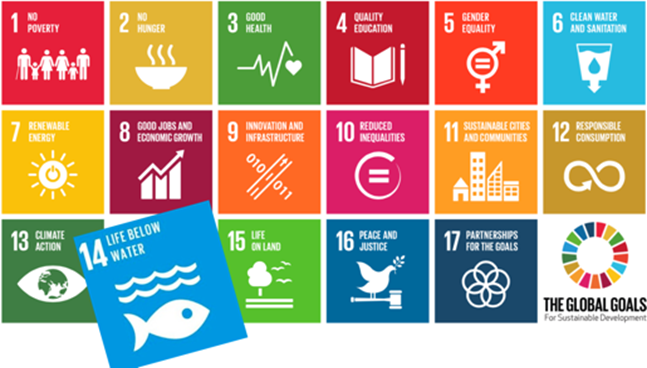 1 NO
POVERTY
2 NO
HUNGER
3 GOOD
HEALTH
4 QUALITY
EDUCATION
5 GENDER
EQUALITY
6 CLEAN WATER
AND SANITATION
7 RENEWABLE
ENERGY
8 GOOD JOBS AND
ECONOMIC GROWTH
9 INNOVATION AND
INFRASTRUCTURE
010
011
10 REDUCED
INEQUALITIES
11 SUSTAINABLE CITIES
AND COMMUNITIES
12 RESPONSIBLE
CONSUMPTION
13 CLIMATE
ACTION
14 LIFE BELOW
WATER
15 LIFE
ON LAND
16 PEACE AND
JUSTICE
17 PARTNERSHIPS
FOR THE GOALS
THE GLOBAL GOALS
For Sustainable Development